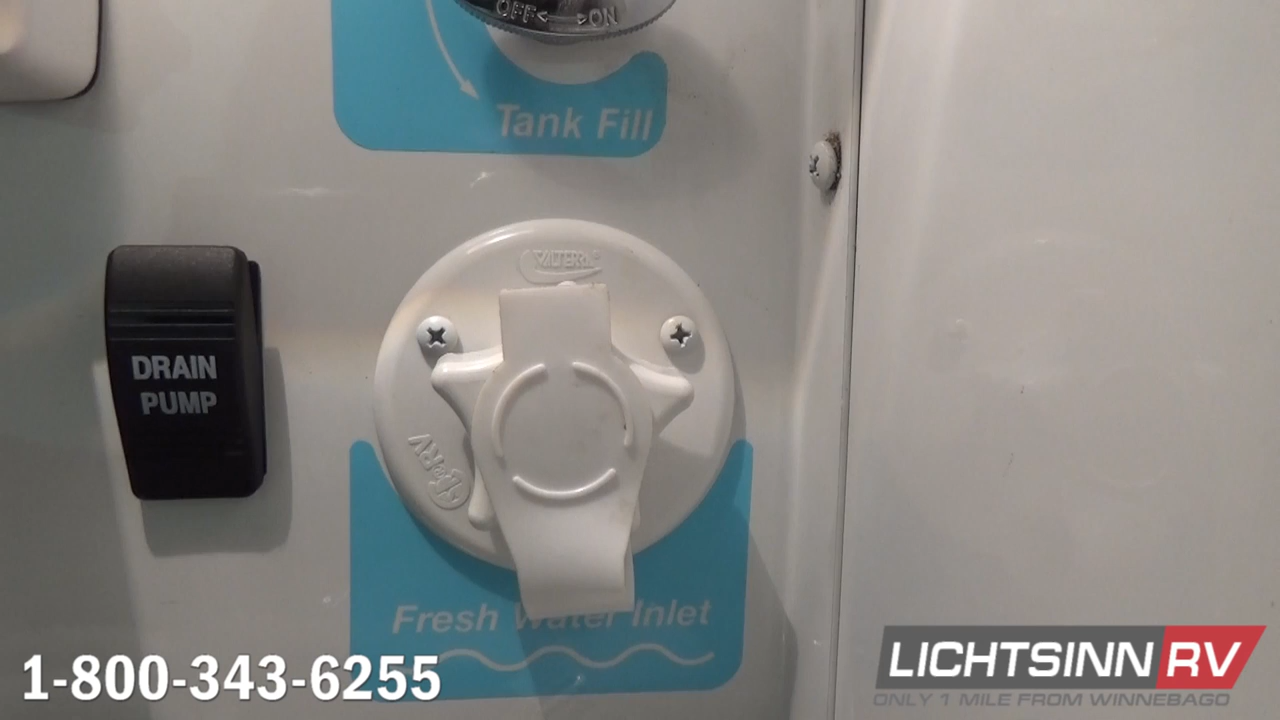 OFF ON
Tank Fill
VALTERRA®
DRAIN
PUMP
RV
Fresh Water Inlet
1-800-343-6255
LICHTSINN RV
ONLY 1 MILE FROM WINNEBAGO